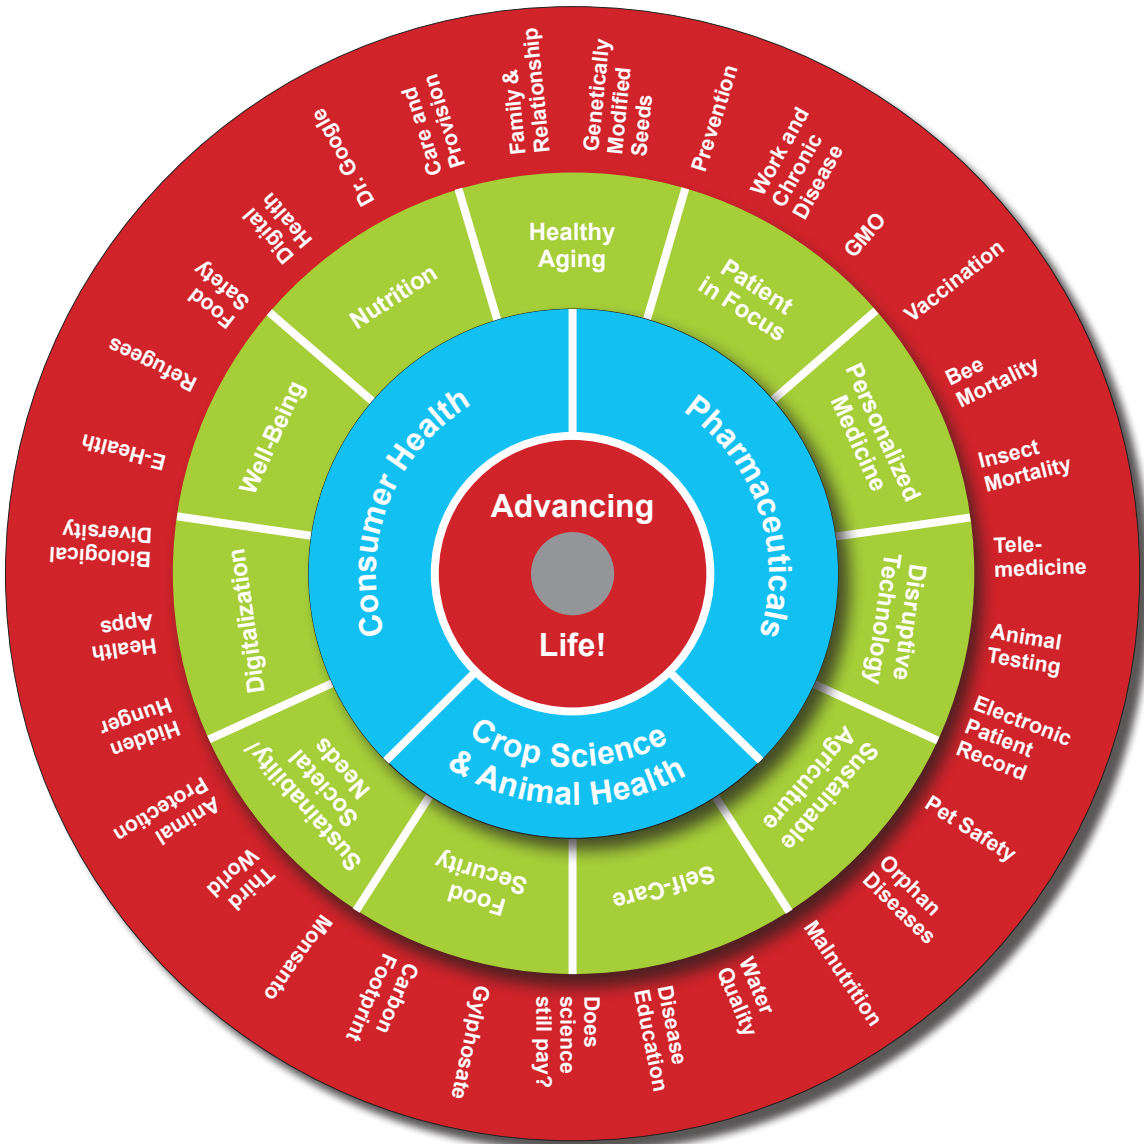 Advancing
Life!
Consumer Health
Pharmaceuticals
Crop Science
& Animal Health
Healthy
Aging
Patient
in Focus
Personalized
Medicine
Disruptive
Technology
Sustainable
Agriculture
Self-Care
Food
Security
Sustainability/
Societal
Needs
Digitalization
Well-Being
Nutrition
Family &
Relationship
Genetically
Modified
Seeds
Prevention
Work and
Chronic
Disease
GMO
Vaccination
Bee
Mortality
Insect
Mortality
Tele-
medicine
Animal
Testing
Electronic
Patient
Record
Pet Safety
Orphan
Diseases
Malnutrition
Water
Quality
Disease
Education
Does
science
still pay?
Gylphosate
Carbon
Footprint
Monsanto
Third
World
Animal
Protection
Hidden
Hunger
Health
Apps
Biological
Diversity
E-Health
Refugees
Food
Safety
Digital
Health
Dr. Google
Care and
Provision